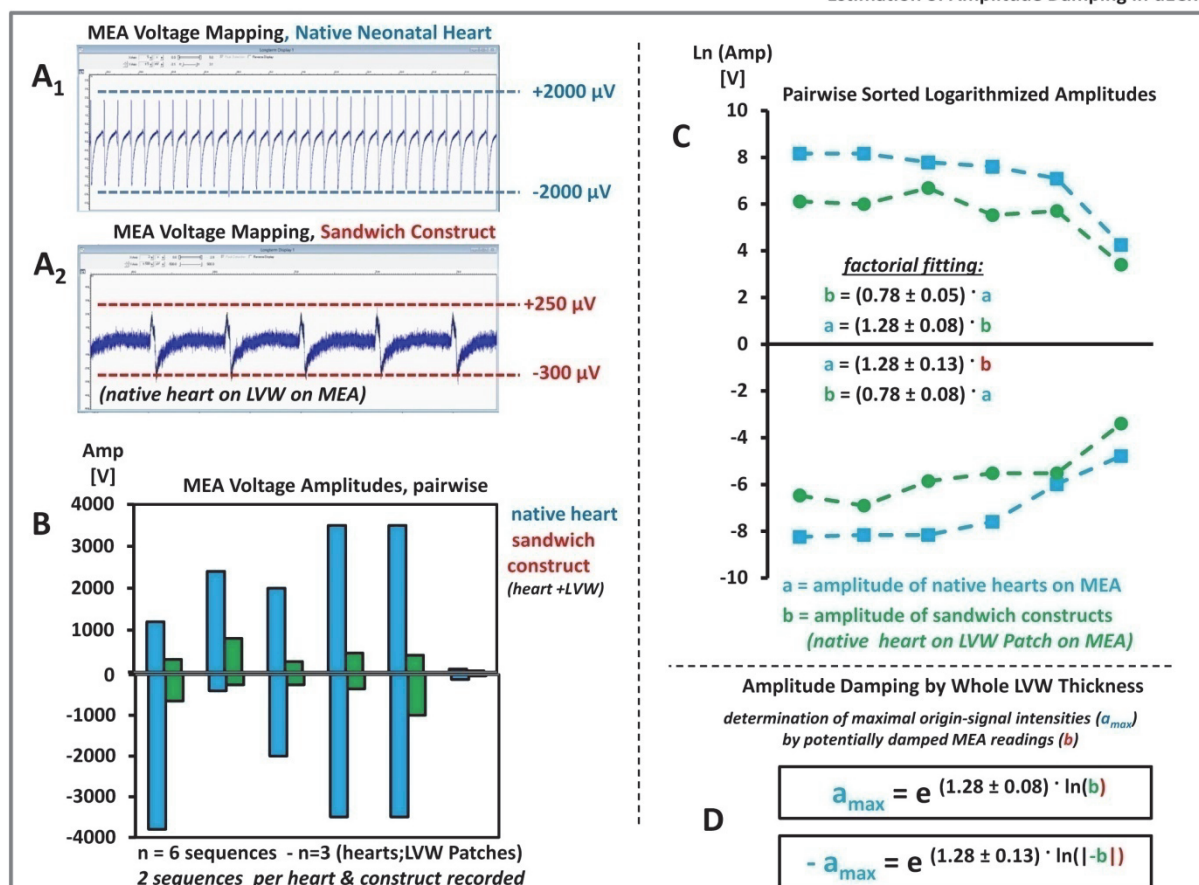 MEA Voltage Mapping, Native Neonatal Heart
A1
+2000 µV
-2000 µV
MEA Voltage Mapping, Sandwich Construct
A2
+250 µV
-300 µV
(native heart on LVW on MEA)
Amp
[V]
MEA Voltage Amplitudes, pairwise
B
4000
3000
2000
1000
0
0
-1000
-2000
-3000
-4000
native heart
sandwich
construct
(heart +LVW)
n = 6 sequences - n=3 (hearts;LVW Patches)
2 sequences per heart & construct recorded
Ln (Amp)
[V]
Pairwise Sorted Logarithmized Amplitudes
C
10
8
6
4
2
0
-2
-4
-6
-8
-10
factorial fitting:
b = (0.78 ± 0.05) · a
a = (1.28 ± 0.08) · b
a = (1.28 ± 0.13) · b
b = (0.78 ± 0.08) · a
a = amplitude of native hearts on MEA
b = amplitude of sandwich constructs
(native heart on LVW Patch on MEA)
Amplitude Damping by Whole LVW Thickness
determination of maximal origin-signal intensities (amax)
by potentially damped MEA readings (b)
D
amax = e (1.28 ± 0.08) · ln(b)
- amax = e (1.28 ± 0.13) · ln(|-b|)